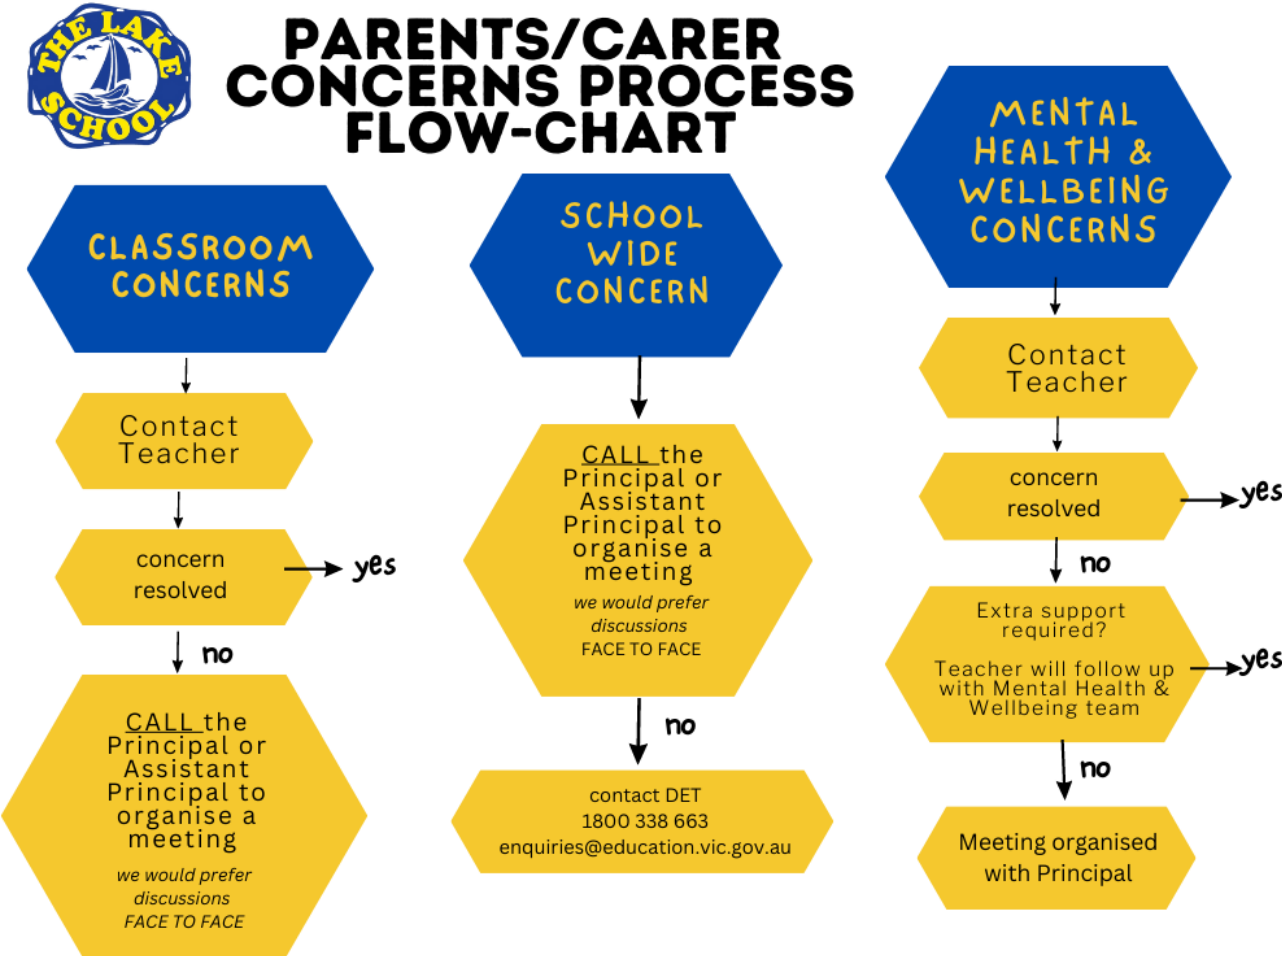 THE LAKE
SCHOOL
PARENTS/CARER
CONCERNS PROCESS
FLOW-CHART
CLASSROOM
CONCERNS
Contact
Teacher
concern
resolved
yes
no
CALL the
Principal or
Assistant
Principal to
organise a
meeting
we would prefer
discussions
FACE TO FACE
SCHOOL
WIDE
CONCERN
CALL the
Principal or
Assistant
Principal to
organise a
meeting
we would prefer
discussions
FACE TO FACE
no
contact DET
1800 338 663
enquiries@education.vic.gov.au
MENTAL
HEALTH &
WELLBEING
CONCERNS
Contact
Teacher
concern
resolved
yes
no
Extra support
required?
Teacher will follow up
with Mental Health &
Wellbeing team
yes
no
Meeting organised
with Principal